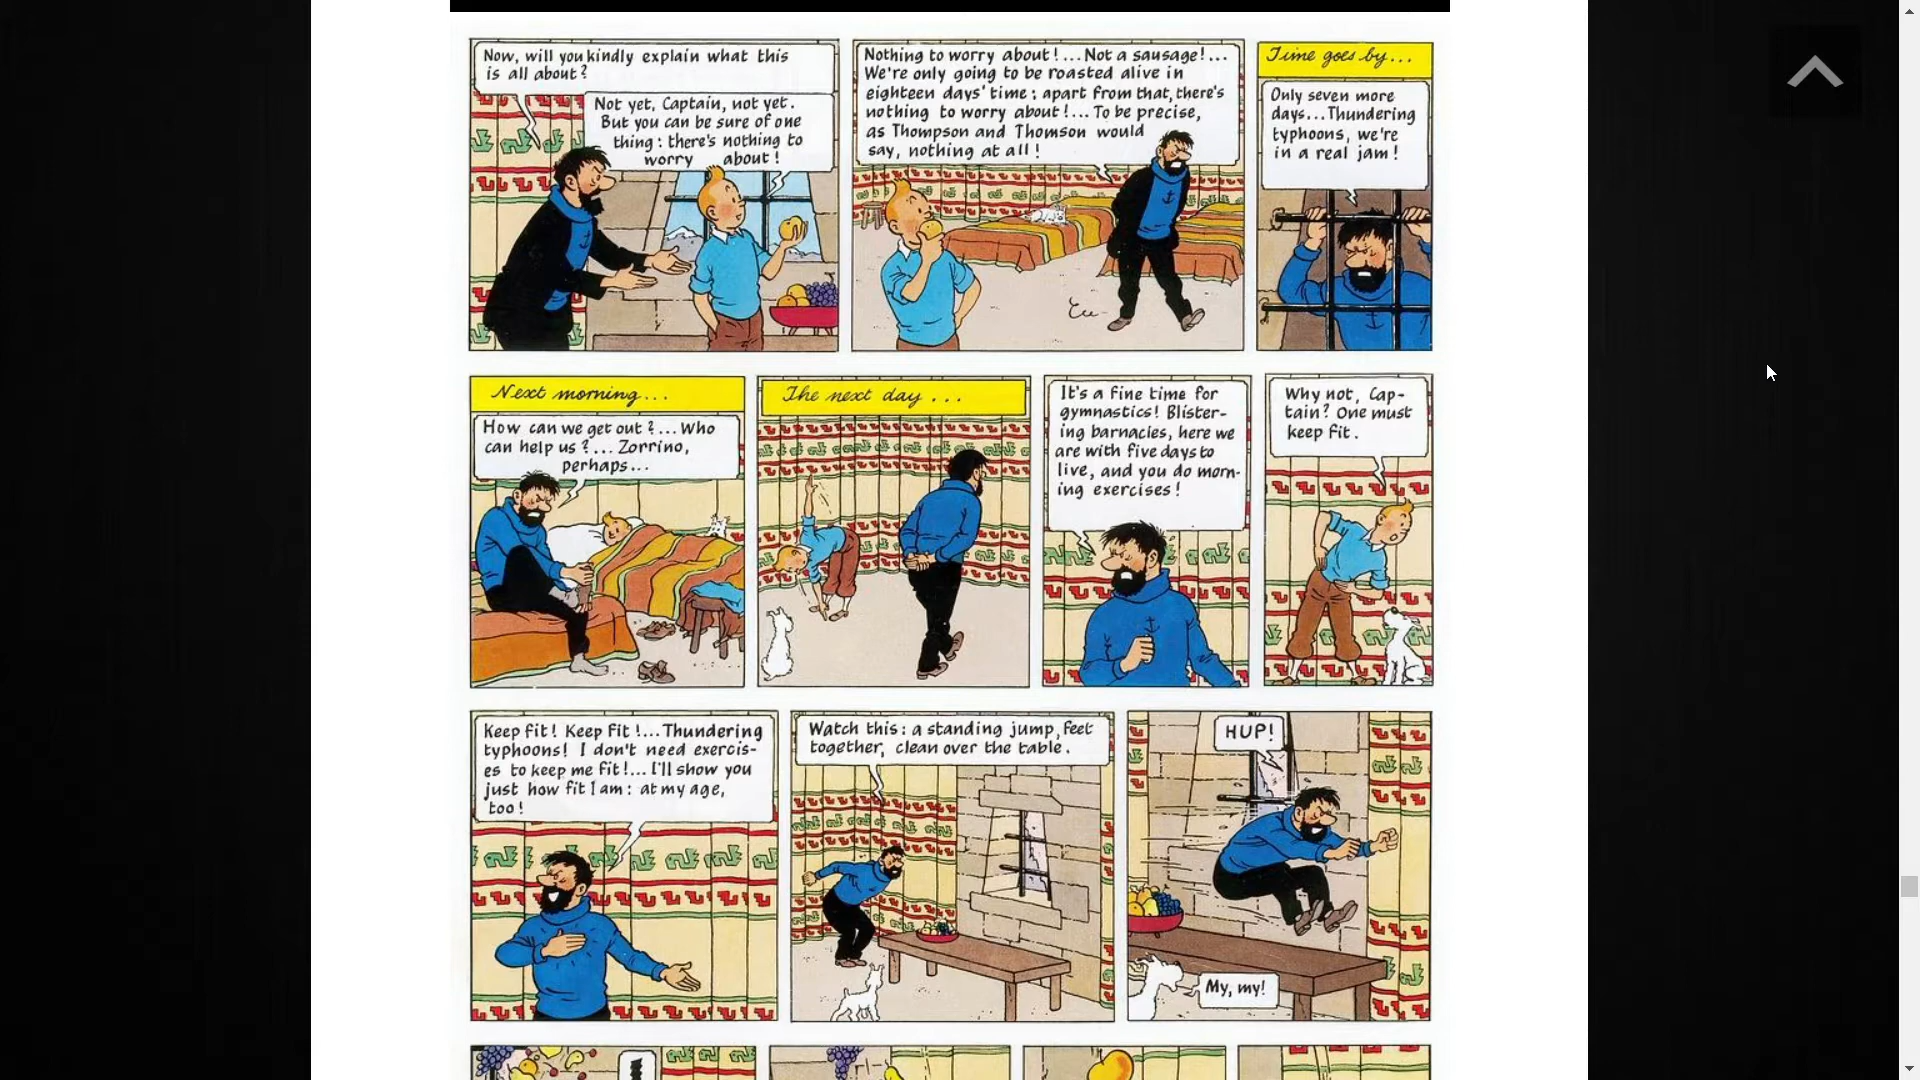 Now, will you kindly explain what this
is all about?
Not yet, Captain, not yet.
But you can be sure of one
thing: there's nothing to
worry about!
Nothing to worry about!... Not a sausage!...
We're only going to be roasted alive in
eighteen days' time: apart from that, there's
nothing to worry about!... To be precise,
as Thompson and Thomson would
say, nothing at all!
Time goes by...
Only seven more
days... Thundering
typhoons, we're
in a real jam!
Next morning...
How can we get out?... Who
can help us?... Zorrino,
perhaps...
The next day ...
It's a fine time for
gymnastics! Blister-
ing barnacles, here we
are with five days to
live, and you do morn-
ing exercises!
Why not, Cap-
tain? One must
keep fit.
Keep fit! Keep fit!... Thundering
typhoons! I don't need exercis-
es to keep me fit!... I'll show you
just how fit I am: at my age,
too!
Watch this: a standing jump, feet
together, clean over the table.
HUP!
My, my!